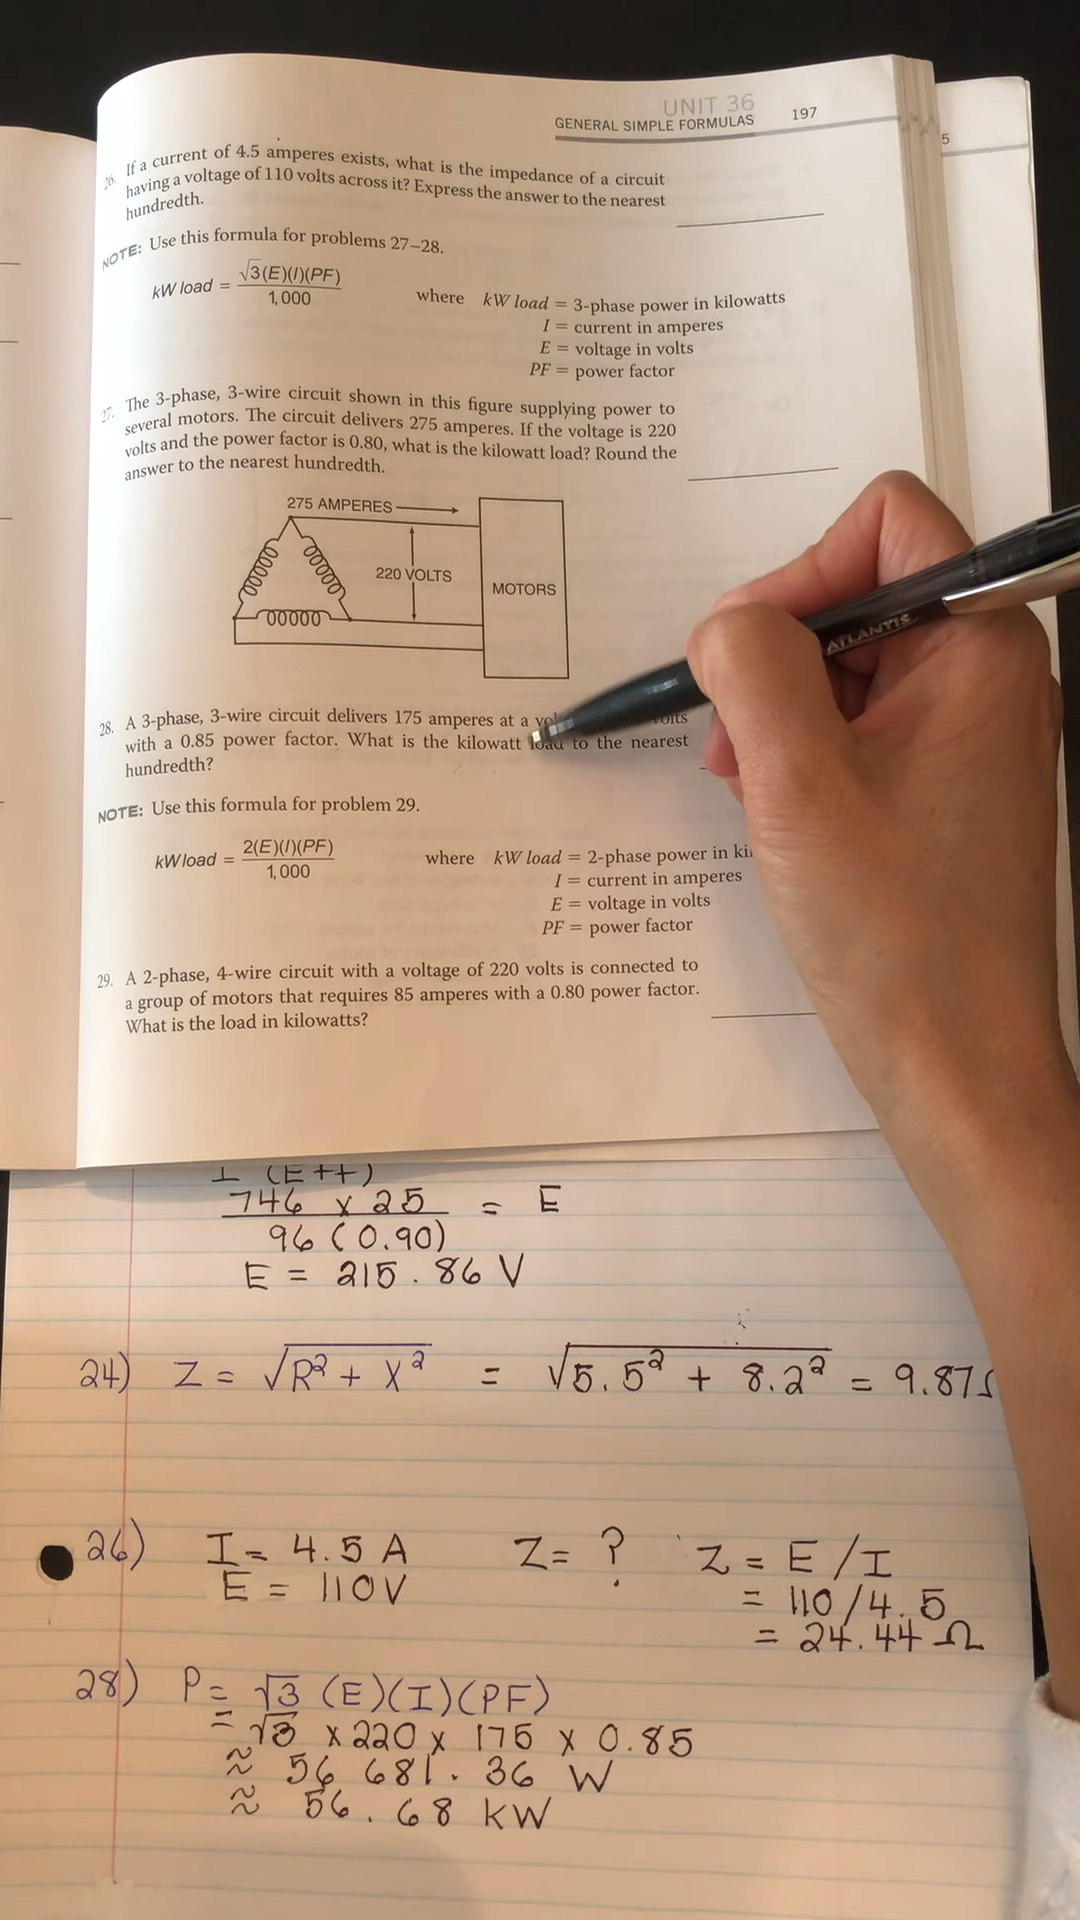 UNIT 36
GENERAL SIMPLE FORMULAS 197
5
26. If a current of 4.5 amperes exists, what is the impedance of a circuit
having a voltage of 110 volts across it? Express the answer to the nearest
hundredth.
NOTE: Use this formula for problems 27–28.
kW load = √3(E)(I)(PF) / 1,000
where kW load = 3-phase power in kilowatts
I = current in amperes
E = voltage in volts
PF = power factor
27. The 3-phase, 3-wire circuit shown in this figure supplying power to
several motors. The circuit delivers 275 amperes. If the voltage is 220
volts and the power factor is 0.80, what is the kilowatt load? Round the
answer to the nearest hundredth.
275 AMPERES
220 VOLTS
MOTORS
ATLANTIS
28. A 3-phase, 3-wire circuit delivers 175 amperes at a volts
with a 0.85 power factor. What is the kilowatt load to the nearest
hundredth?
NOTE: Use this formula for problem 29.
kW load = 2(E)(I)(PF) / 1,000
where kW load = 2-phase power in
I = current in amperes
E = voltage in volts
PF = power factor
29. A 2-phase, 4-wire circuit with a voltage of 220 volts is connected to
a group of motors that requires 85 amperes with a 0.80 power factor.
What is the load in kilowatts?
I (Eff)
746 x 25 = E
96 (0.90)
E = 215.86 V
24) Z = √R² + X² = √5.5² + 8.2² = 9.87
26) I = 4.5 A Z = ? Z = E/I
E = 110V = 110/4.5
= 24.44 Ω
28) P = √3 (E)(I)(PF)
= √3 x 220 x 175 x 0.85
≈ 56 681.36 W
≈ 56.68 kW